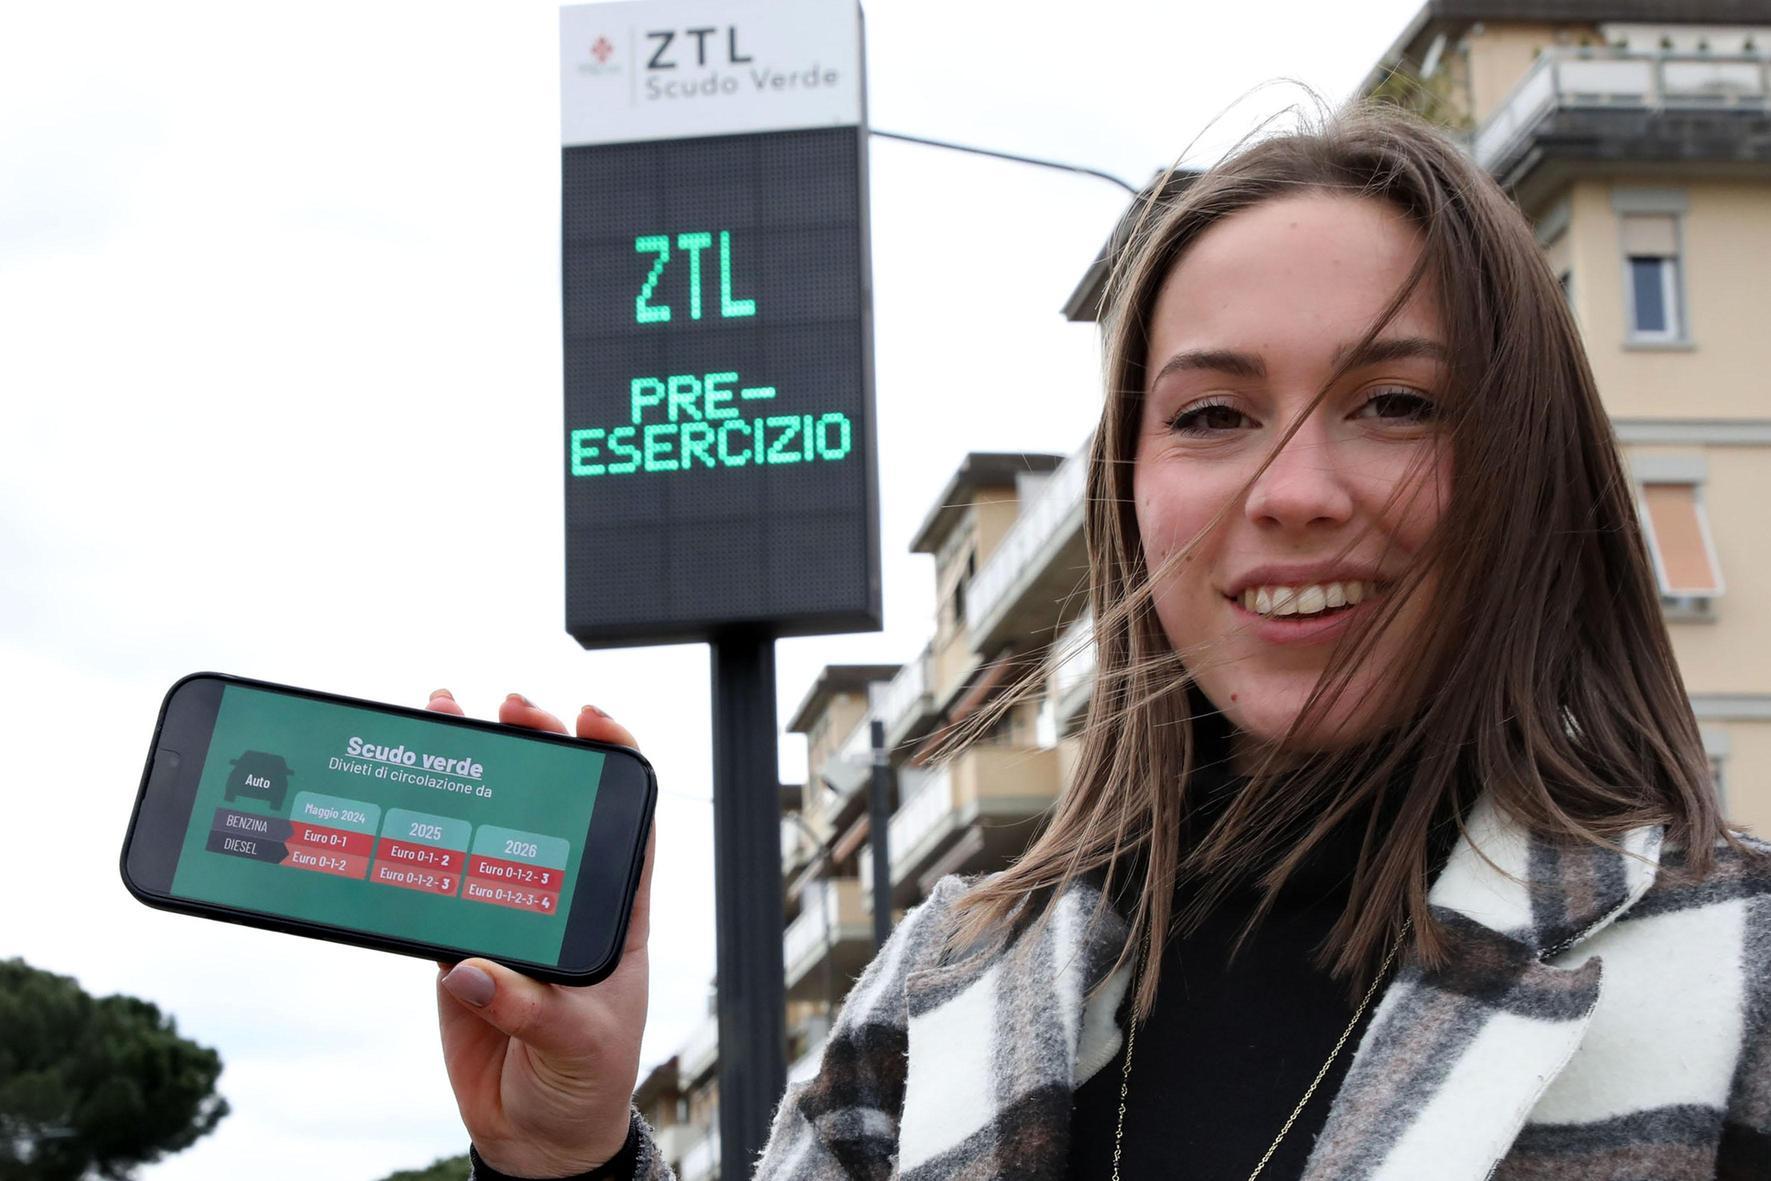 ZTL
Scudo Verde
ZTL
PRE-
ESERCIZIO
Scudo verde
Divieti di circolazione da
Auto
Maggio 2024
2025
2026
BENZINA
Euro 0-1
Euro 0-1-2
Euro 0-1-2-3
DIESEL
Euro 0-1-2
Euro 0-1-2-3
Euro 0-1-2-3-4